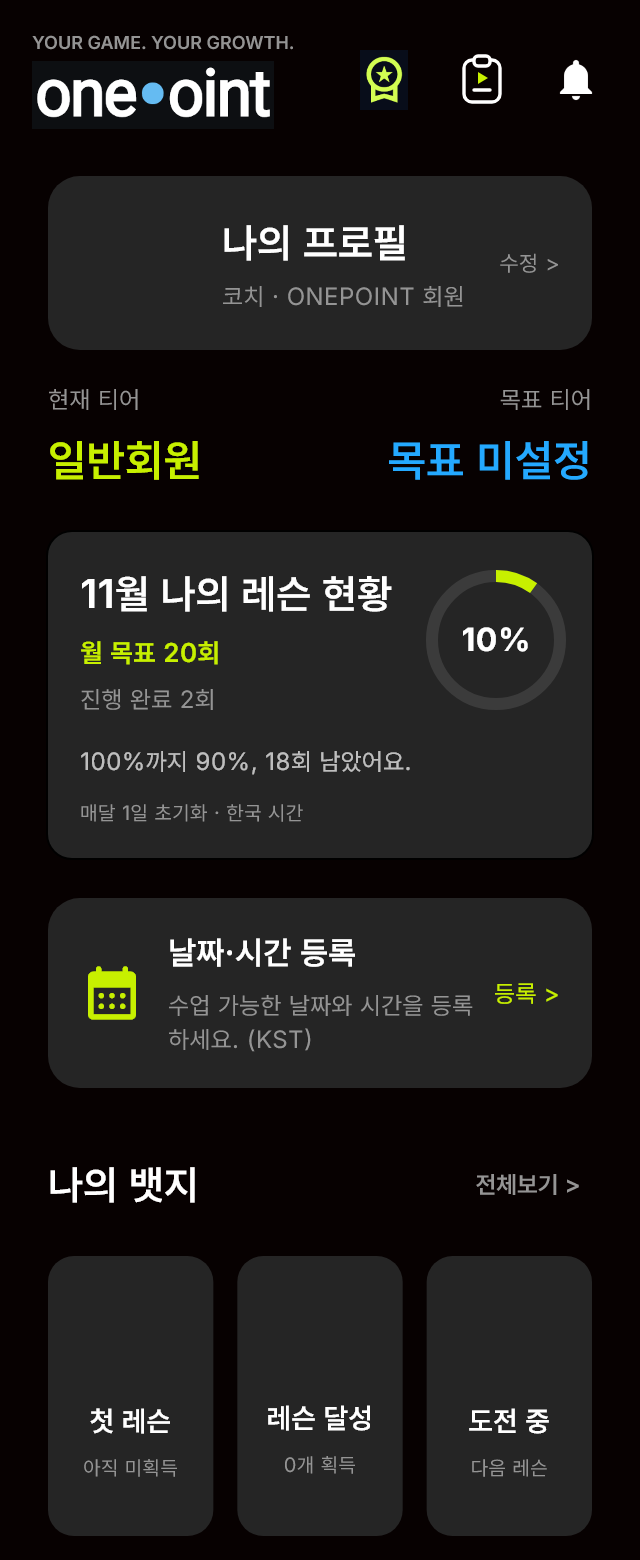 YOUR GAME. YOUR GROWTH.
one•oint
나의 프로필
코치 · ONEPOINT 회원
수정 >
현재 티어
목표 티어
일반회원
목표 미설정
11월 나의 레슨 현황
월 목표 20회
진행 완료 2회
10%
100%까지 90%, 18회 남았어요.
매달 1일 초기화 · 한국 시간
날짜·시간 등록
수업 가능한 날짜와 시간을 등록
하세요. (KST)
등록 >
나의 뱃지
전체보기 >
첫 레슨
아직 미획득
레슨 달성
0개 획득
도전 중
다음 레슨